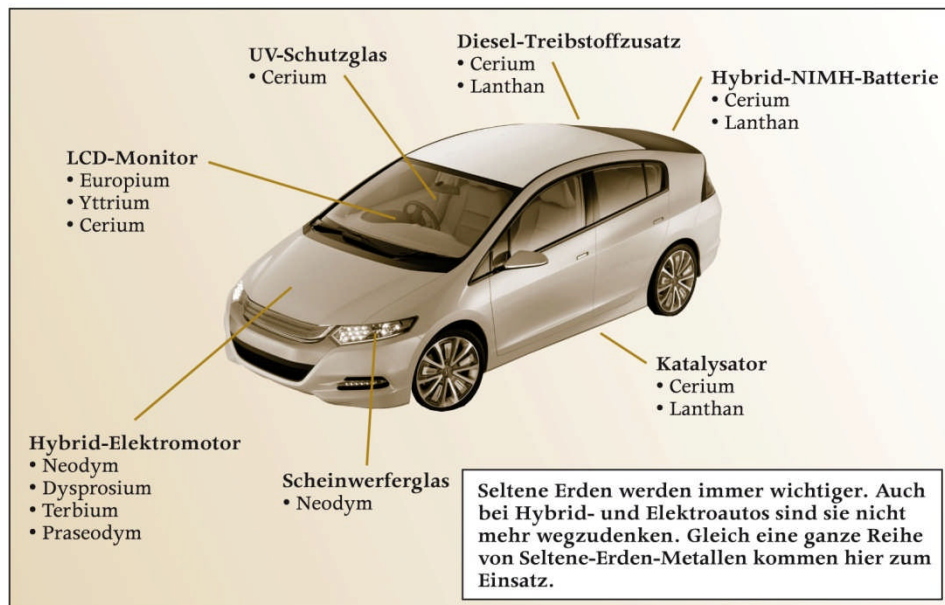 UV-Schutzglas
• Cerium
Diesel-Treibstoffzusatz
• Cerium
• Lanthan
Hybrid-NIMH-Batterie
• Cerium
• Lanthan
LCD-Monitor
• Europium
• Yttrium
• Cerium
Katalysator
• Cerium
• Lanthan
Hybrid-Elektromotor
• Neodym
• Dysprosium
• Terbium
• Praseodym
Scheinwerferglas
• Neodym
Seltene Erden werden immer wichtiger. Auch
bei Hybrid- und Elektroautos sind sie nicht
mehr wegzudenken. Gleich eine ganze Reihe
von Seltene-Erden-Metallen kommen hier zum
Einsatz.